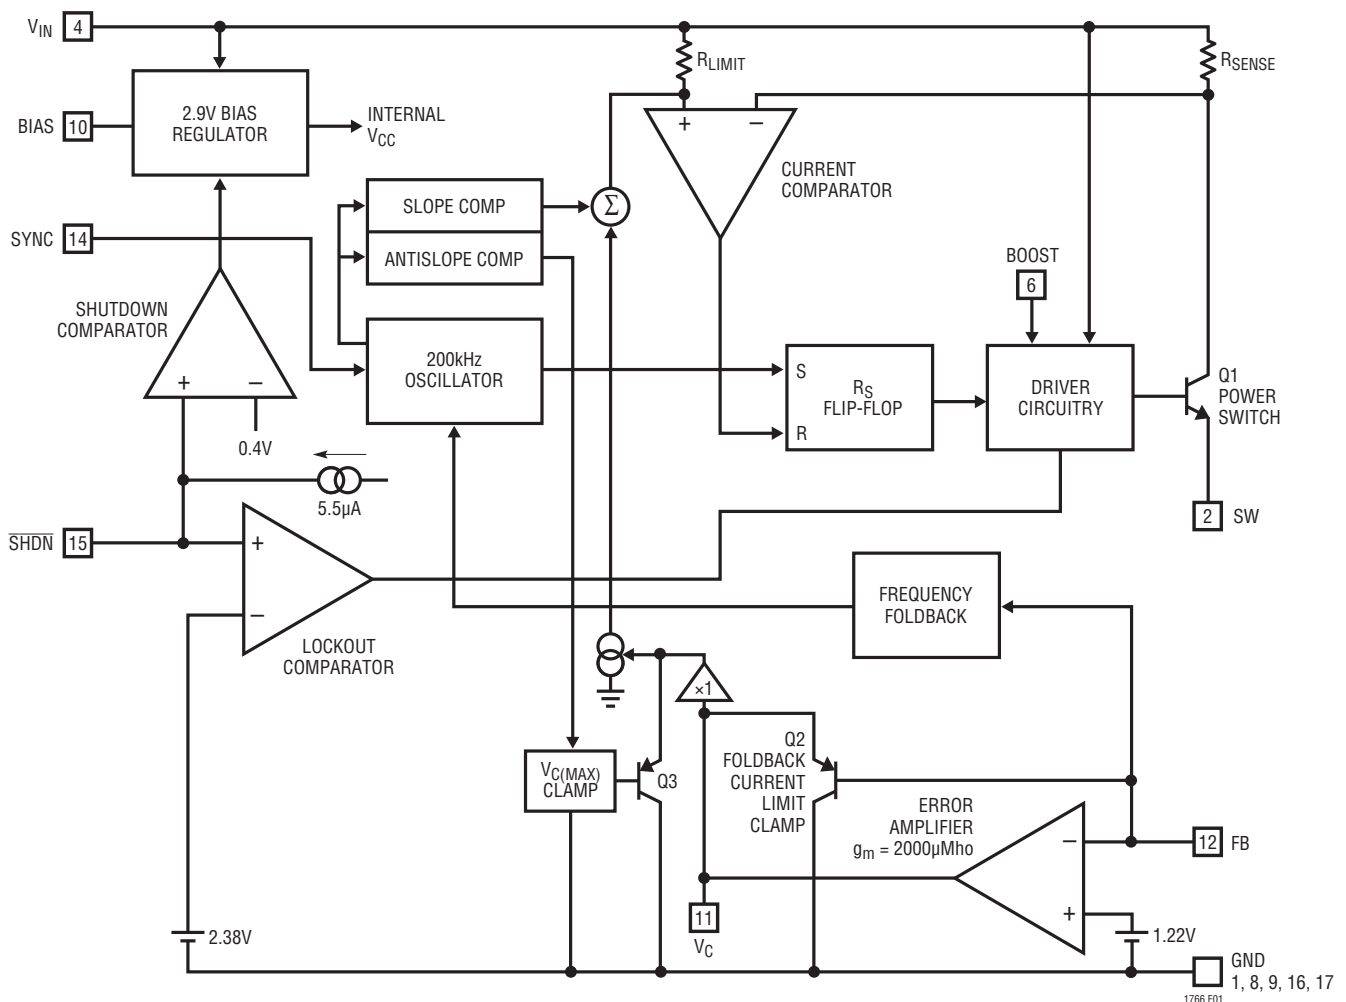 VIN 4
RLIMIT
RSENSE
2.9V BIAS
REGULATOR
INTERNAL
VCC
BIAS 10
+ −
CURRENT
COMPARATOR
SLOPE COMP
Σ
ANTISLOPE COMP
SYNC 14
BOOST
6
SHUTDOWN
COMPARATOR
+ −
0.4V
200kHz
OSCILLATOR
S
R
RS
FLIP-FLOP
DRIVER
CIRCUITRY
Q1
POWER
SWITCH
5.5µA
2 SW
SHDN 15
+
−
LOCKOUT
COMPARATOR
FREQUENCY
FOLDBACK
×1
VC(MAX)
CLAMP
Q3
Q2
FOLDBACK
CURRENT
LIMIT
CLAMP
ERROR
AMPLIFIER
gm = 2000µMho
−
+
12 FB
11
VC
2.38V
1.22V
GND
1, 8, 9, 16, 17
1766 F01